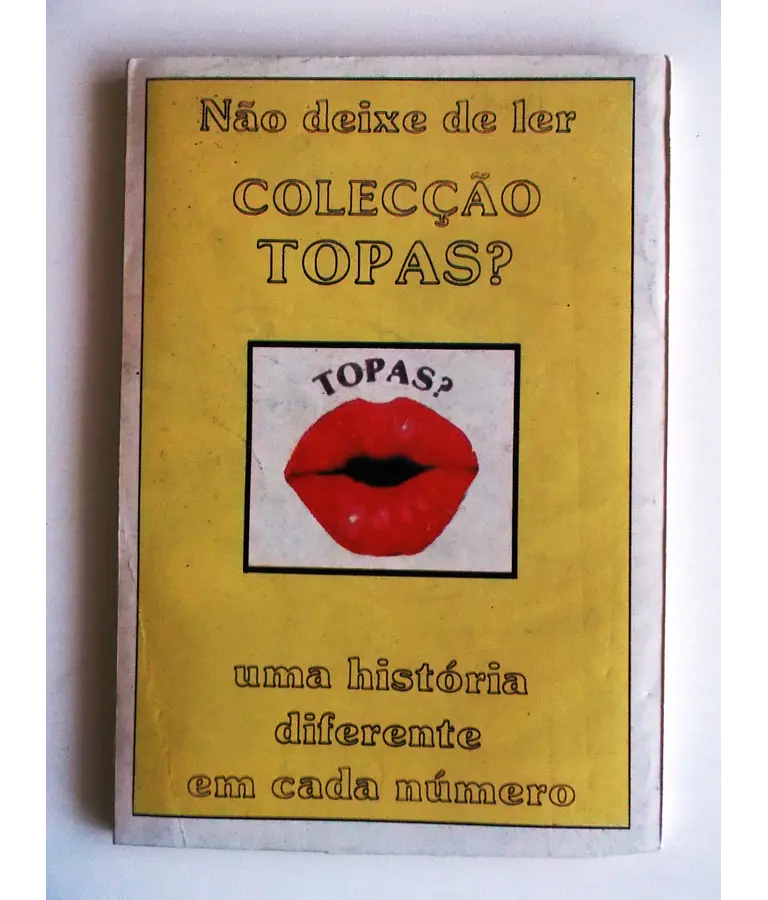 Não deixe de ler
COLECÇÃO
TOPAS?
TOPAS?
uma história
diferente
em cada número